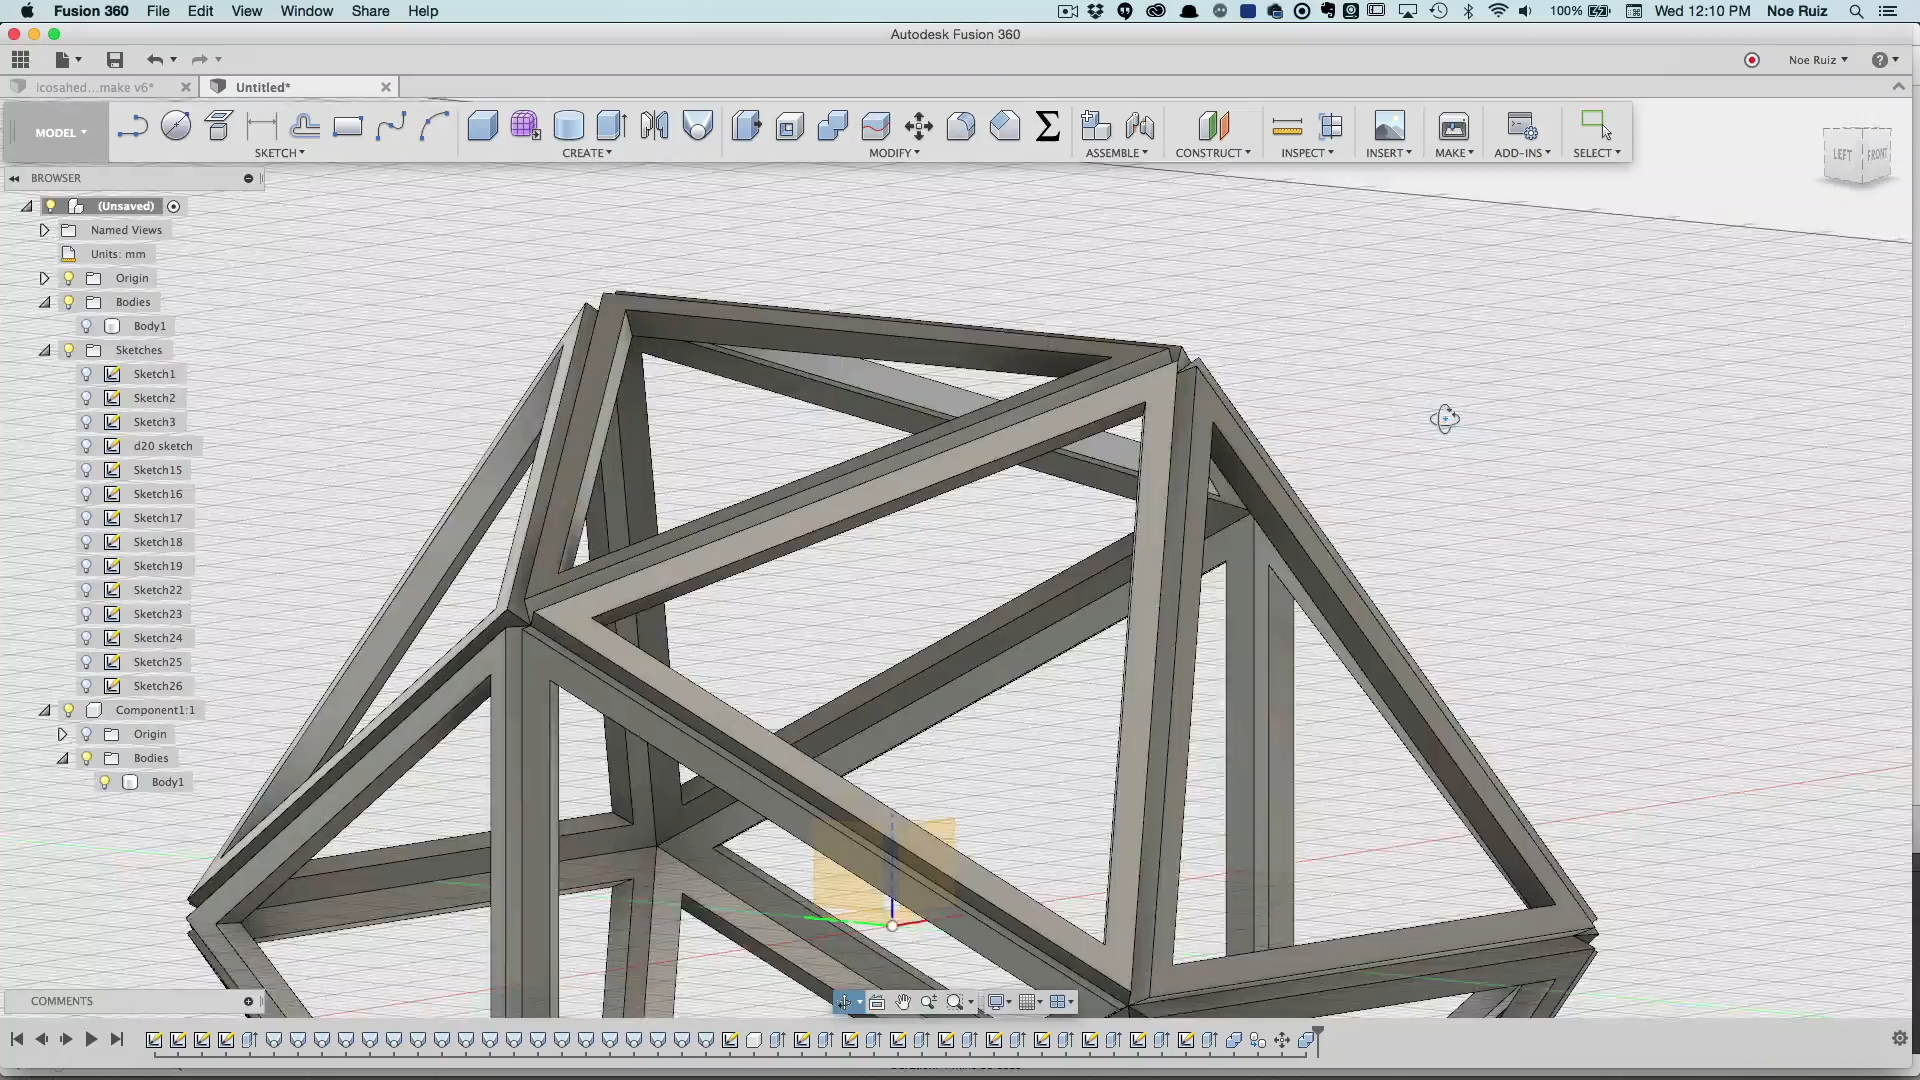 Fusion 360 File Edit View Window Share Help 100% Wed 12:10 PM Noe Ruiz
Autodesk Fusion 360
Noe Ruiz
Icosahed...make v6* Untitled*
MODEL SKETCH CREATE MODIFY ASSEMBLE CONSTRUCT INSPECT INSERT MAKE ADD-INS SELECT
LEFT FRONT
BROWSER
(Unsaved)
Named Views
Units: mm
Origin
Bodies
Body1
Sketches
Sketch1
Sketch2
Sketch3
d20 sketch
Sketch15
Sketch16
Sketch17
Sketch18
Sketch19
Sketch22
Sketch23
Sketch24
Sketch25
Sketch26
Component1:1
Origin
Bodies
Body1
COMMENTS